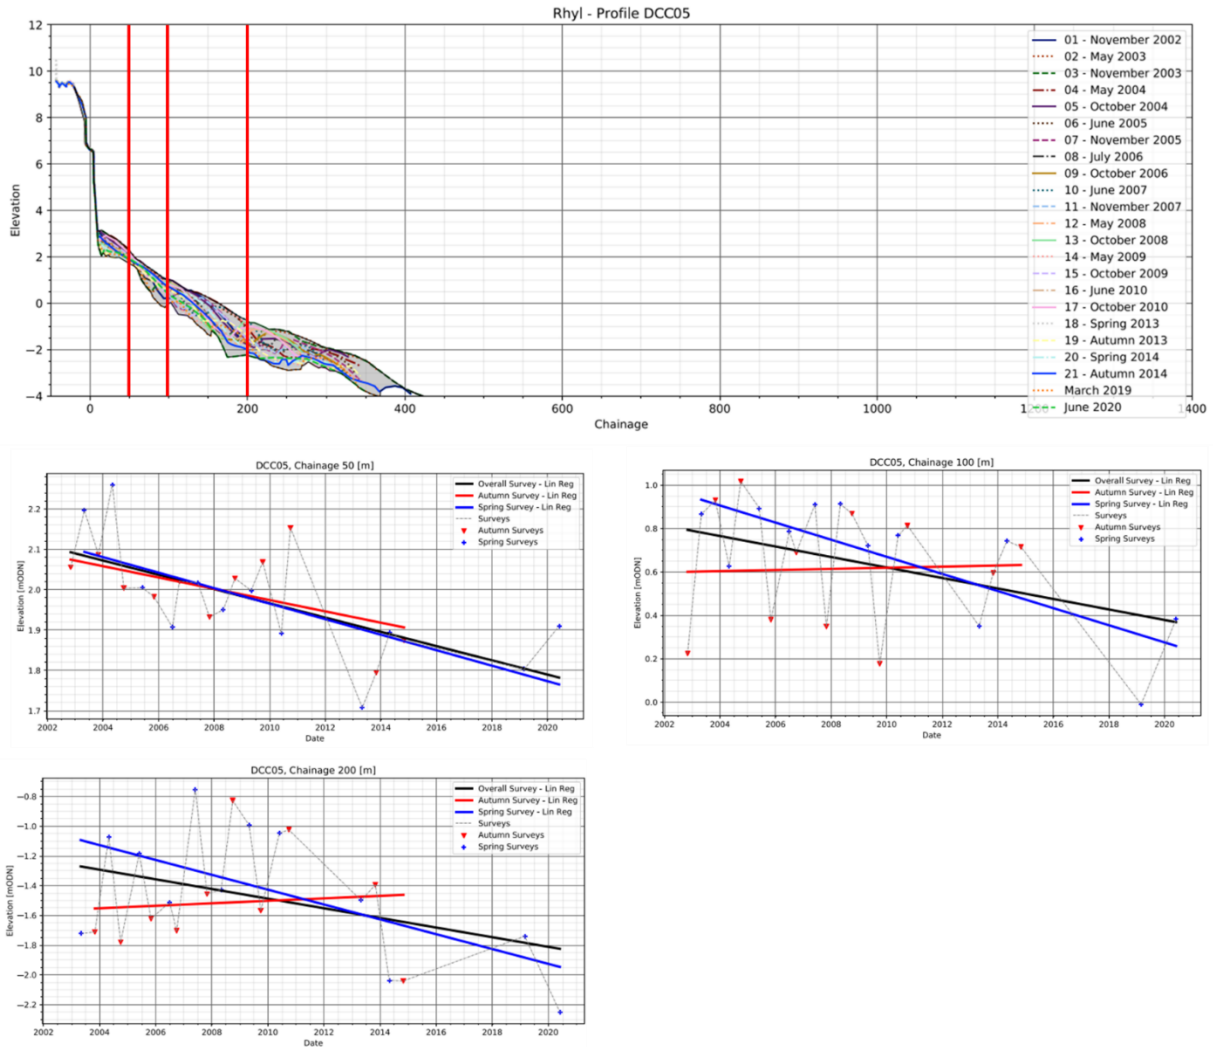 Rhyl - Profile DCC05
12
10
8
6
4
2
0
−2
−4
Elevation
0
200
400
600
800
1000
1200
1400
Chainage
01 - November 2002
02 - May 2003
03 - November 2003
04 - May 2004
05 - October 2004
06 - June 2005
07 - November 2005
08 - July 2006
09 - October 2006
10 - June 2007
11 - November 2007
12 - May 2008
13 - October 2008
14 - May 2009
15 - October 2009
16 - June 2010
17 - October 2010
18 - Spring 2013
19 - Autumn 2013
20 - Spring 2014
21 - Autumn 2014
March 2019
June 2020
DCC05, Chainage 50 [m]
Overall Survey - Lin Reg
Autumn Survey - Lin Reg
Spring Survey - Lin Reg
Surveys
Autumn Surveys
Spring Surveys
2.2
2.1
2.0
1.9
1.8
1.7
Elevation [mODN]
2002 2004 2006 2008 2010 2012 2014 2016 2018 2020
Date
DCC05, Chainage 100 [m]
Overall Survey - Lin Reg
Autumn Survey - Lin Reg
Spring Survey - Lin Reg
Surveys
Autumn Surveys
Spring Surveys
1.0
0.8
0.6
0.4
0.2
0.0
Elevation [mODN]
2002 2004 2006 2008 2010 2012 2014 2016 2018 2020
Date
DCC05, Chainage 200 [m]
Overall Survey - Lin Reg
Autumn Survey - Lin Reg
Spring Survey - Lin Reg
Surveys
Autumn Surveys
Spring Surveys
−0.8
−1.0
−1.2
−1.4
−1.6
−1.8
−2.0
−2.2
Elevation [mODN]
2002 2004 2006 2008 2010 2012 2014 2016 2018 2020
Date